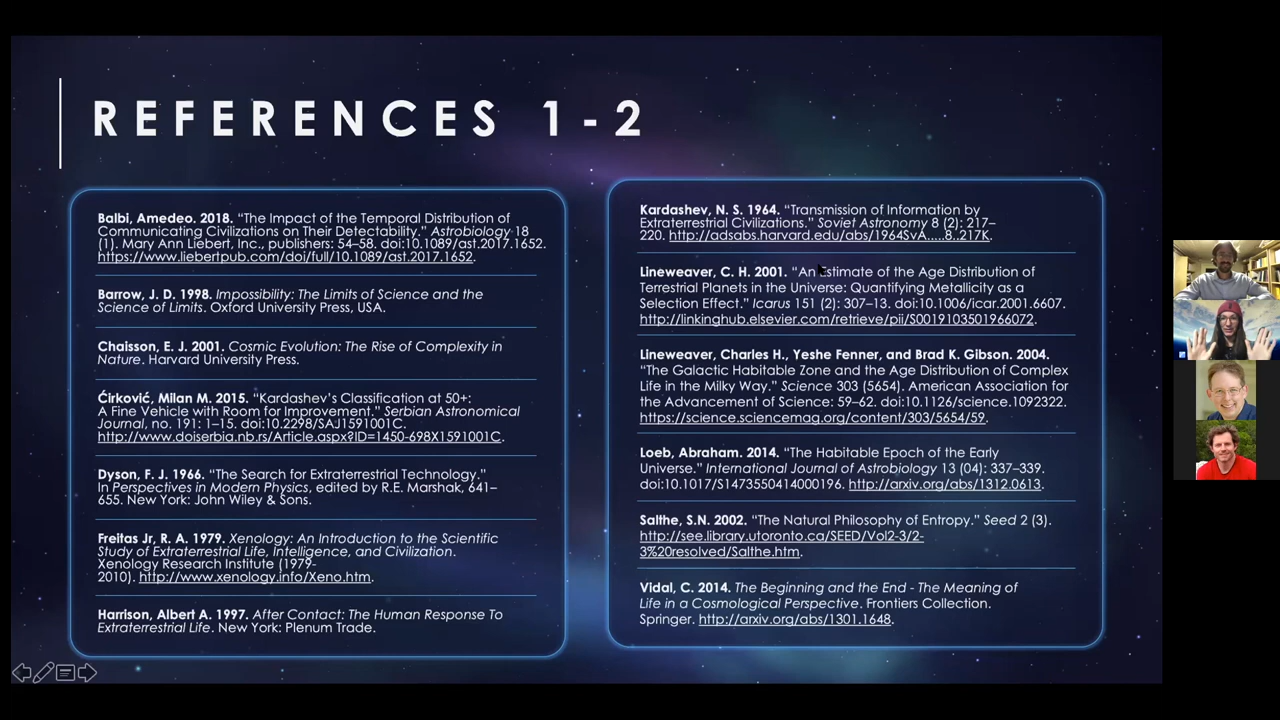 REFERENCES 1-2
Balbi, Amedeo. 2018. “The Impact of the Temporal Distribution of
Communicating Civilizations on Their Detectability.” Astrobiology 18
(1). Mary Ann Liebert, Inc., publishers: 54–58. doi:10.1089/ast.2017.1652.
https://www.liebertpub.com/doi/full/10.1089/ast.2017.1652.
Barrow, J. D. 1998. Impossibility: The Limits of Science and the
Science of Limits. Oxford University Press, USA.
Chaisson, E. J. 2001. Cosmic Evolution: The Rise of Complexity in
Nature. Harvard University Press.
Ćirković, Milan M. 2015. “Kardashev’s Classification at 50+:
A Fine Vehicle with Room for Improvement.” Serbian Astronomical
Journal, no. 191: 1–15. doi:10.2298/SAJ1591001C.
http://www.doiserbia.nb.rs/Article.aspx?ID=1450-698X1591001C.
Dyson, F. J. 1966. “The Search for Extraterrestrial Technology.”
In Perspectives in Modern Physics, edited by R.E. Marshak, 641–
655. New York: John Wiley & Sons.
Freitas Jr, R. A. 1979. Xenology: An Introduction to the Scientific
Study of Extraterrestrial Life, Intelligence, and Civilization.
Xenology Research Institute (1979-
2010). http://www.xenology.info/Xeno.htm.
Harrison, Albert A. 1997. After Contact: The Human Response To
Extraterrestrial Life. New York: Plenum Trade.
Kardashev, N. S. 1964. “Transmission of Information by
Extraterrestrial Civilizations.” Soviet Astronomy 8 (2): 217–
220. http://adsabs.harvard.edu/abs/1964SvA.....8..217K.
Lineweaver, C. H. 2001. “An Estimate of the Age Distribution of
Terrestrial Planets in the Universe: Quantifying Metallicity as a
Selection Effect.” Icarus 151 (2): 307–13. doi:10.1006/icar.2001.6607.
http://linkinghub.elsevier.com/retrieve/pii/S0019103501966072.
Lineweaver, Charles H., Yeshe Fenner, and Brad K. Gibson. 2004.
“The Galactic Habitable Zone and the Age Distribution of Complex
Life in the Milky Way.” Science 303 (5654). American Association for
the Advancement of Science: 59–62. doi:10.1126/science.1092322.
https://science.sciencemag.org/content/303/5654/59.
Loeb, Abraham. 2014. “The Habitable Epoch of the Early
Universe.” International Journal of Astrobiology 13 (04): 337–339.
doi:10.1017/S1473550414000196. http://arxiv.org/abs/1312.0613.
Salthe, S.N. 2002. “The Natural Philosophy of Entropy.” Seed 2 (3).
http://see.library.utoronto.ca/SEED/Vol2-3/2-
3%20resolved/Salthe.htm.
Vidal, C. 2014. The Beginning and the End - The Meaning of
Life in a Cosmological Perspective. Frontiers Collection.
Springer. http://arxiv.org/abs/1301.1648.